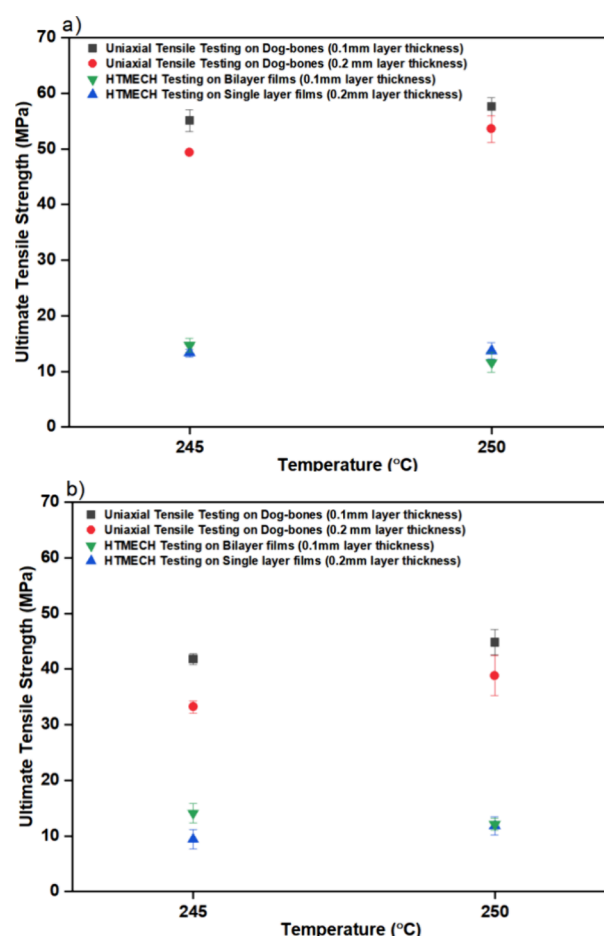 a)
70
60
50
40
30
20
10
0
Ultimate Tensile Strength (MPa)
Uniaxial Tensile Testing on Dog-bones (0.1mm layer thickness)
Uniaxial Tensile Testing on Dog-bones (0.2 mm layer thickness)
HTMECH Testing on Bilayer films (0.1mm layer thickness)
HTMECH Testing on Single layer films (0.2mm layer thickness)
245 250
Temperature (°C)
b)
70
60
50
40
30
20
10
0
Ultimate Tensile Strength (MPa)
Uniaxial Tensile Testing on Dog-bones (0.1mm layer thickness)
Uniaxial Tensile Testing on Dog-bones (0.2 mm layer thickness)
HTMECH Testing on Bilayer films (0.1mm layer thickness)
HTMECH Testing on Single layer films (0.2mm layer thickness)
245 250
Temperature (°C)